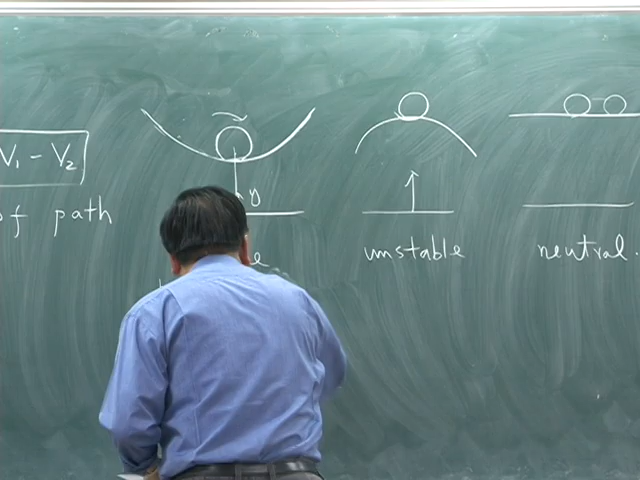 V₁ - V₂
of path
y
unstable
neutral.